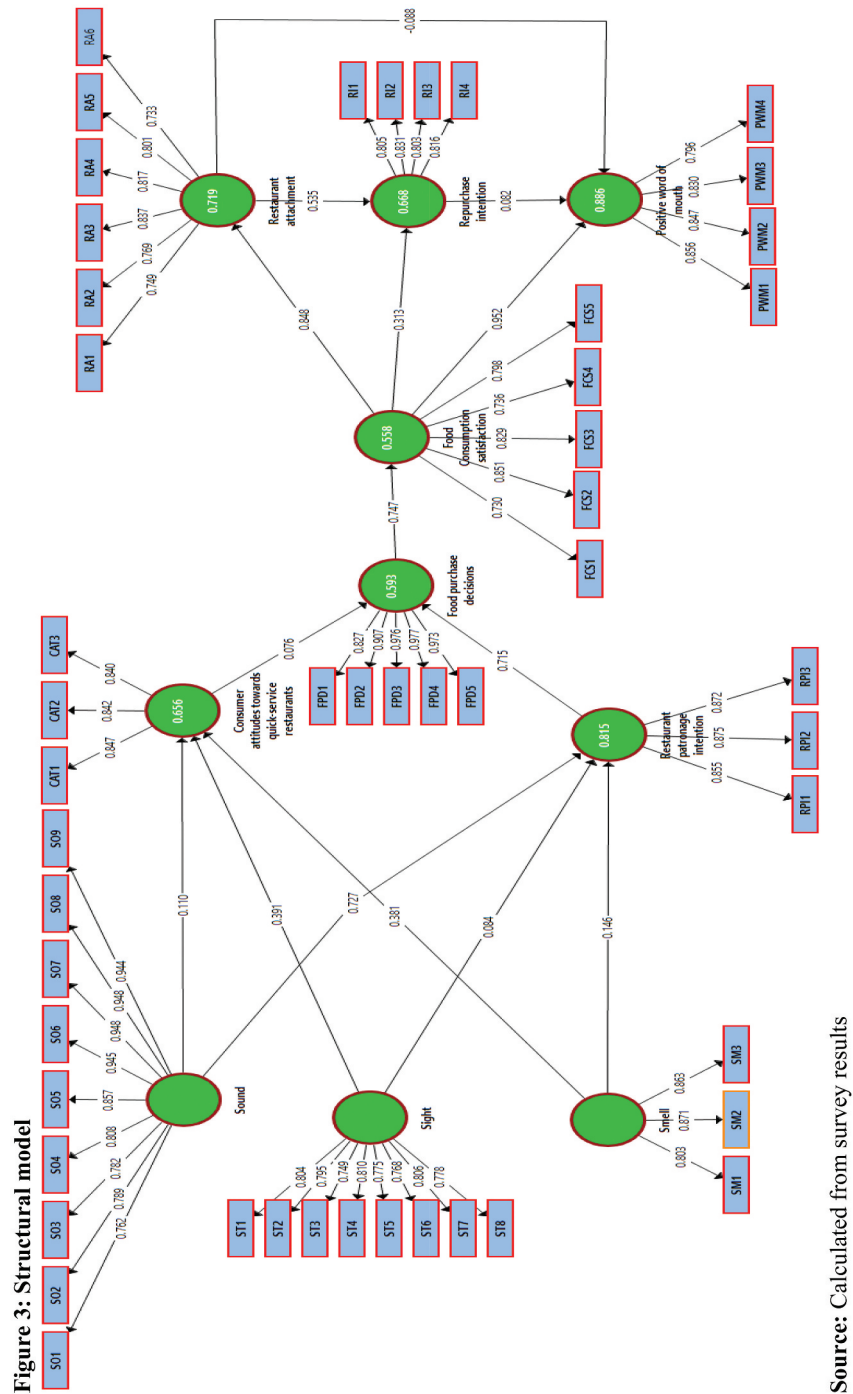 Figure 3: Structural model
SO1
SO2
SO3
SO4
SO5
SO6
SO7
SO8
SO9
0.762
0.789
0.782
0.808
0.857
0.945
0.948
0.948
0.944
Sound
CAT1
CAT2
CAT3
0.847
0.842
0.840
0.656
Consumer
attitudes towards
quick-service
restaurants
0.110
0.391
0.381
0.727
0.084
0.146
0.076
0.715
ST1
ST2
ST3
ST4
ST5
ST6
ST7
ST8
0.804
0.795
0.749
0.810
0.775
0.768
0.806
0.778
Sight
Smell
0.803
0.871
0.863
SM1
SM2
SM3
FPD1
FPD2
FPD3
FPD4
FPD5
0.827
0.907
0.976
0.977
0.973
0.593
Food purchase
decisions
0.815
Restaurant
patronage
intention
0.855
0.875
0.872
RPI1
RPI2
RPI3
0.747
0.558
Food
Consumption
satisfaction
0.730
0.851
0.829
0.736
0.798
FCS1
FCS2
FCS3
FCS4
FCS5
0.848
0.313
0.952
RA1
RA2
RA3
RA4
RA5
RA6
0.749
0.769
0.837
0.817
0.801
0.733
0.719
Restaurant
attachment
0.535
-0.088
0.668
Repurchase
intention
0.805
0.831
0.803
0.816
RI1
RI2
RI3
RI4
0.082
0.886
Positive word of
mouth
0.856
0.847
0.830
0.796
PWM1
PWM2
PWM3
PWM4
Source: Calculated from survey results